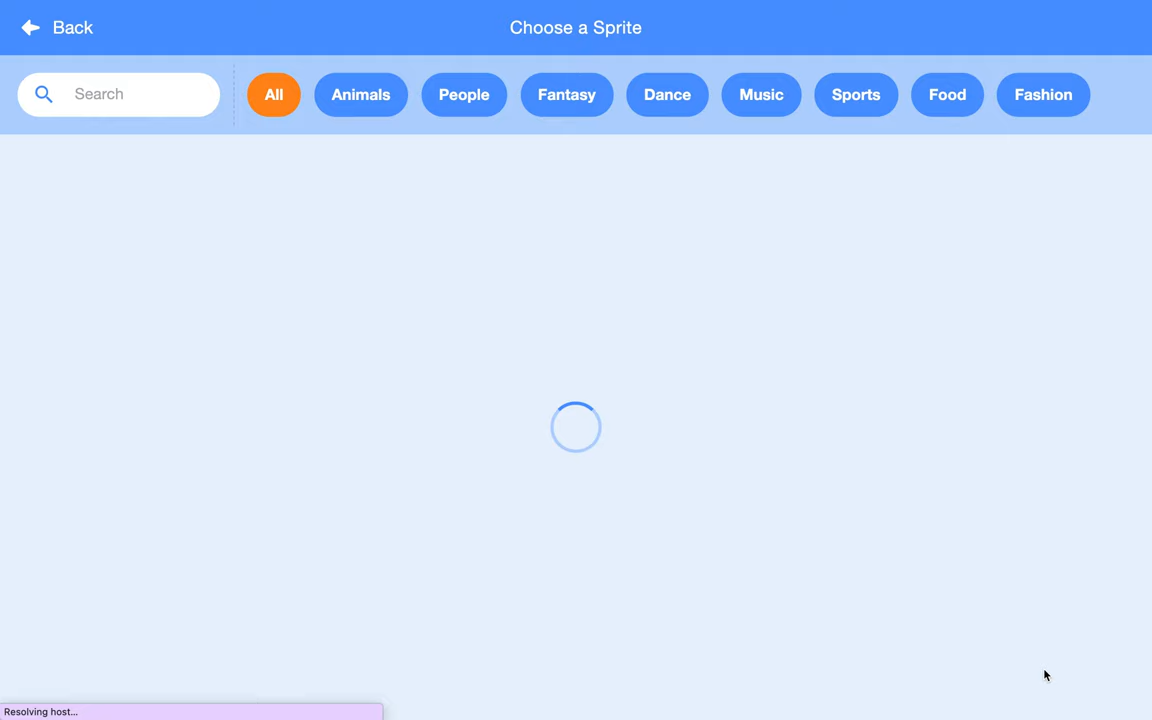 Back
Choose a Sprite
Search
All
Animals
People
Fantasy
Dance
Music
Sports
Food
Fashion
Resolving host...